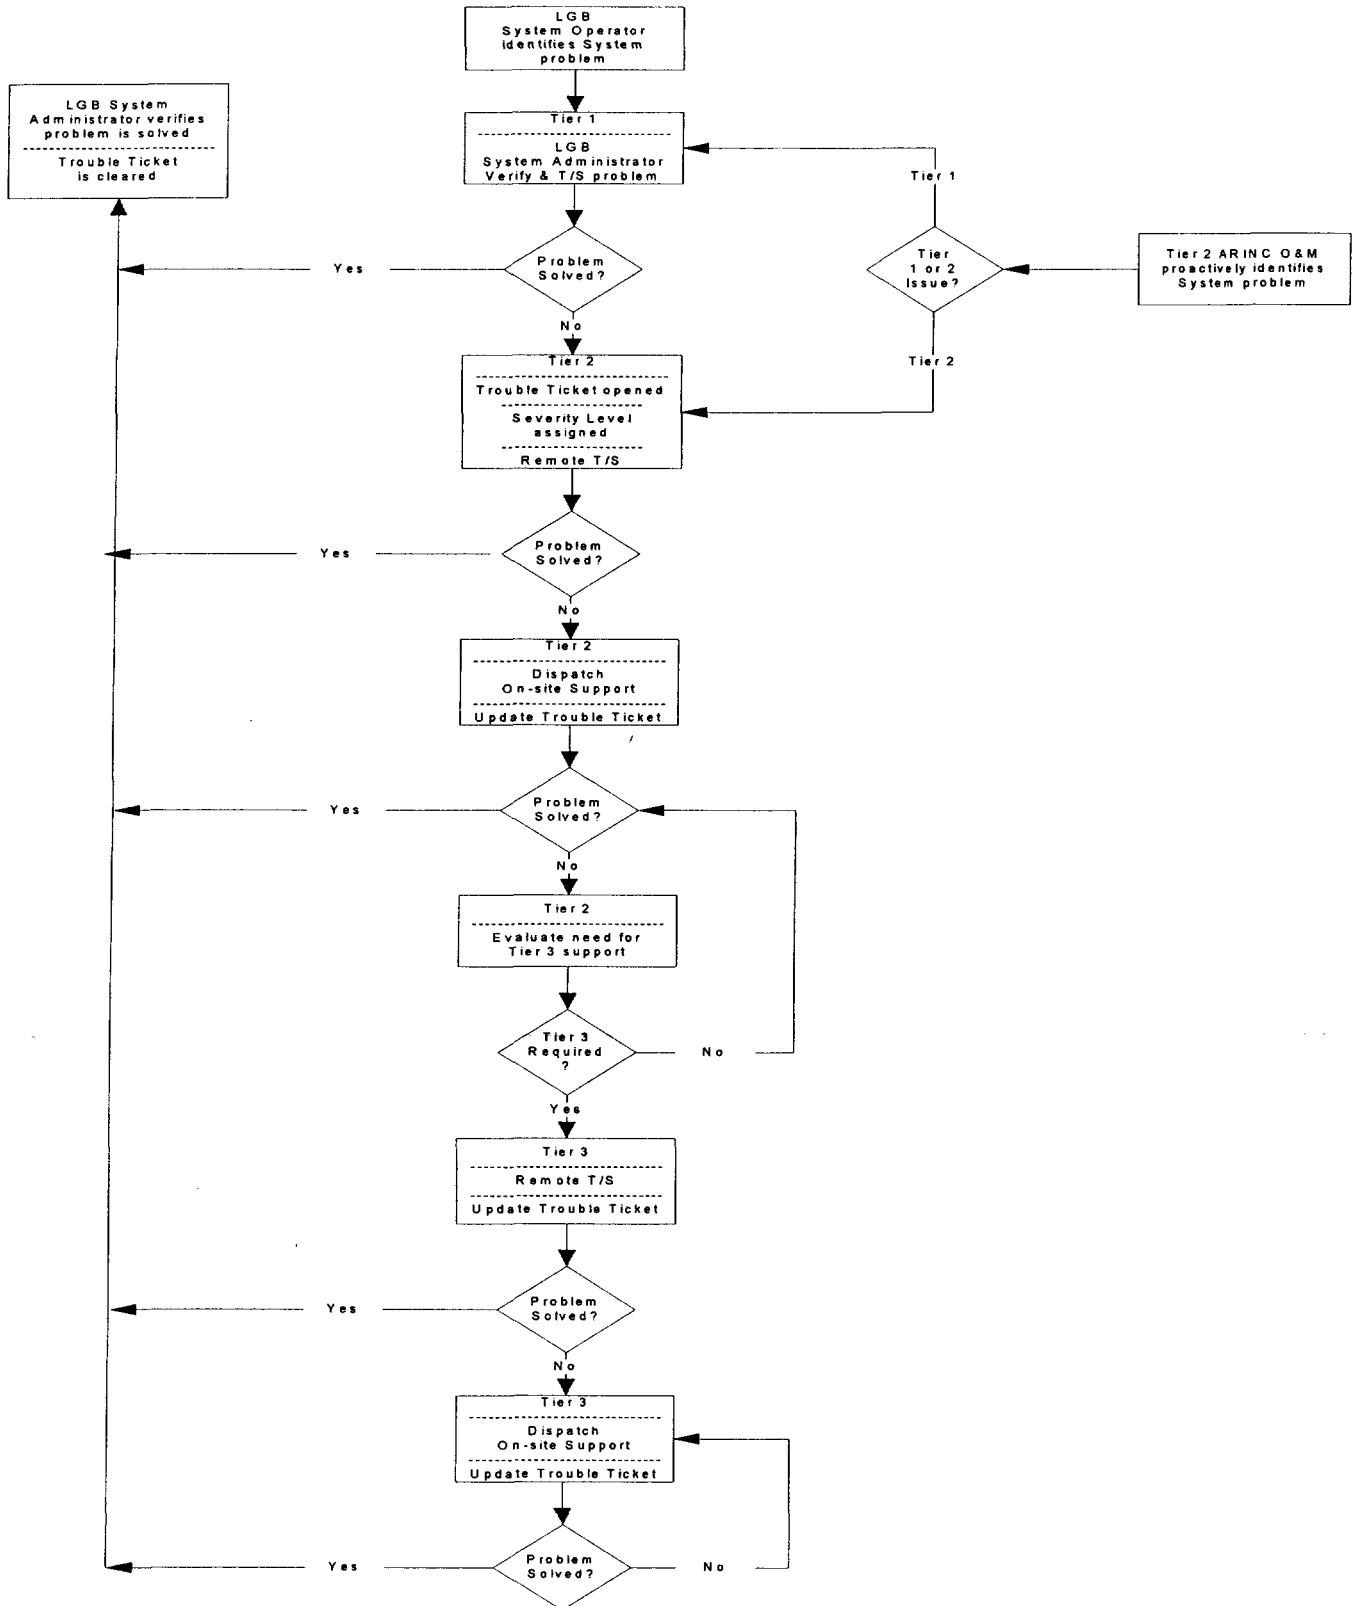 LGB
System Operator
identifies System
problem
LGB System
Administrator verifies
problem is solved
Trouble Ticket
is cleared
Tier 1
LGB
System Administrator
Verify & T/S problem
Tier 1
Problem
Solved?
Yes
No
Tier
1 or 2
Issue?
Tier 2 ARINC O&M
proactively identifies
System problem
Tier 2
Tier 2
Trouble Ticket opened
Severity Level
assigned
Remote T/S
Problem
Solved?
Yes
No
Tier 2
Dispatch
On-site Support
Update Trouble Ticket
Problem
Solved?
Yes
No
Tier 2
Evaluate need for
Tier 3 support
Tier 3
Required
?
No
Yes
Tier 3
Remote T/S
Update Trouble Ticket
Problem
Solved?
Yes
No
Tier 3
Dispatch
On-site Support
Update Trouble Ticket
Problem
Solved?
Yes
No